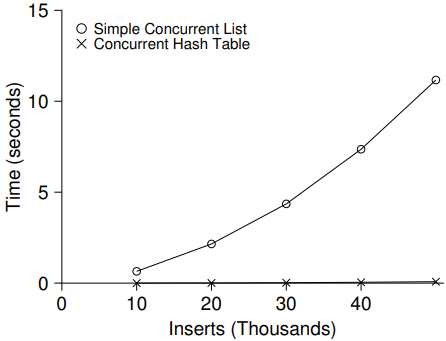 15
Simple Concurrent List
Concurrent Hash Table
10
Time (seconds)
5
0
0 10 20 30 40
Inserts (Thousands)